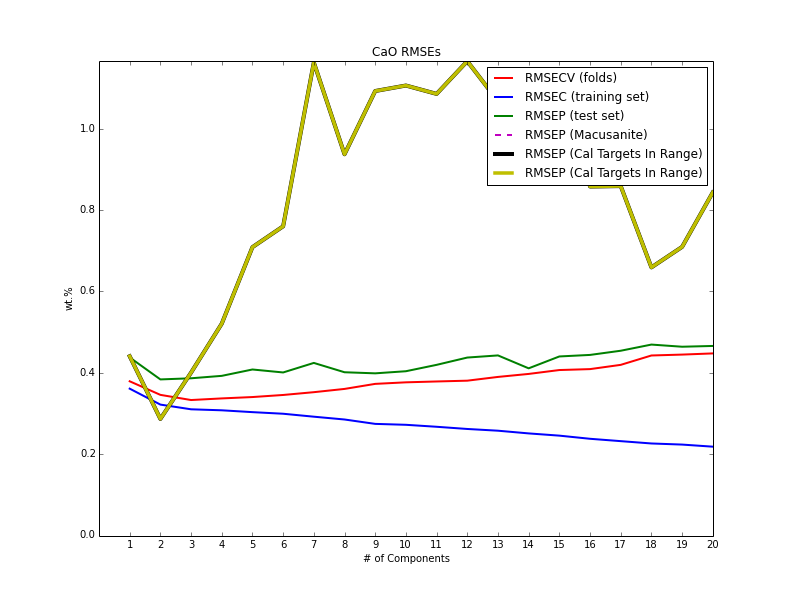 CaO RMSEs
RMSECV (folds)
RMSEC (training set)
RMSEP (test set)
RMSEP (Macusanite)
RMSEP (Cal Targets In Range)
RMSEP (Cal Targets In Range)
wt.%
1.0
0.8
0.6
0.4
0.2
0.0
1 2 3 4 5 6 7 8 9 10 11 12 13 14 15 16 17 18 19 20
# of Components